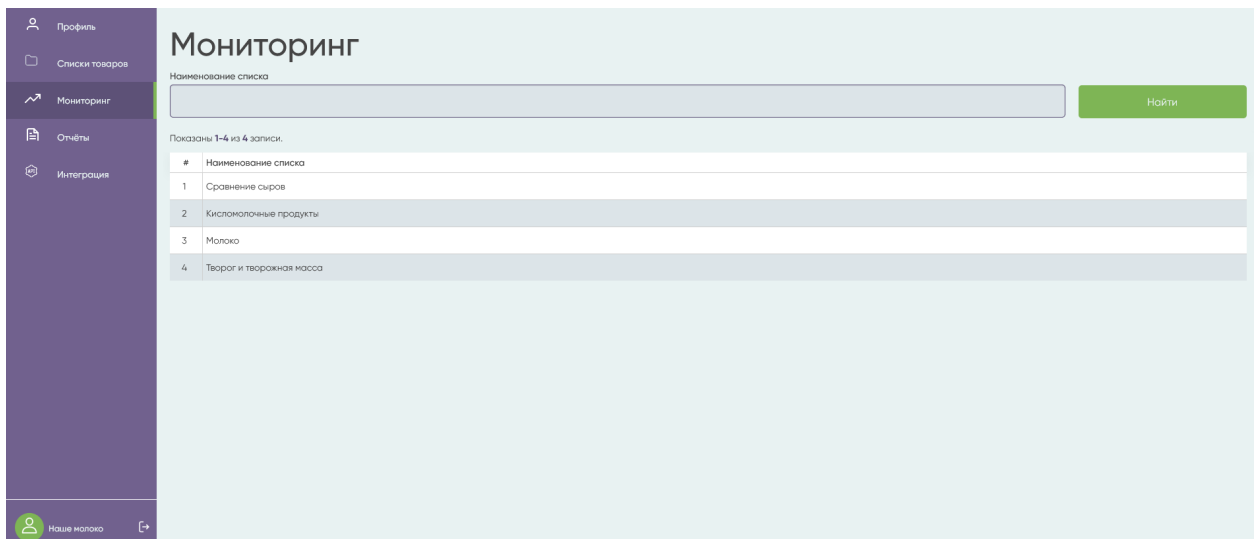 Профиль
Списки товаров
Мониторинг
Отчёты
API
Интеграция
Наше молоко
Мониторинг
Наименование списка
Найти
Показаны 1-4 из 4 записи.
# Наименование списка
1 Сравнение сыров
2 Кисломолочные продукты
3 Молоко
4 Творог и творожная масса